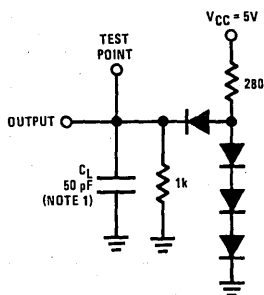 VCC = 5V
TEST
POINT
280
OUTPUT
CL
50 pF
(NOTE 1)
1k